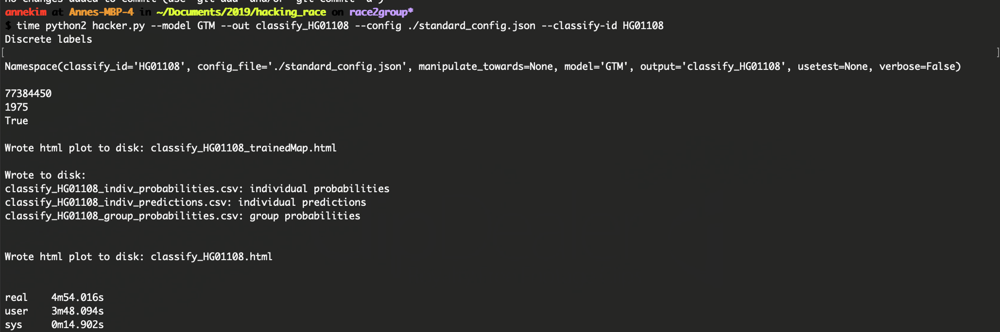 no changes added to commit (use "git add" and/or "git commit -a")
annekim at Annes-MBP-4 in ~/Documents/2019/hacking_race on race2group*
$ time python2 hacker.py --model GTM --out classify_HG01108 --config ./standard_config.json --classify-id HG01108
Discrete labels
[ ]
Namespace(classify_id='HG01108', config_file='./standard_config.json', manipulate_towards=None, model='GTM', output='classify_HG01108', usetest=None, verbose=False)
77384450
1975
True
Wrote html plot to disk: classify_HG01108_trainedMap.html
Wrote to disk:
classify_HG01108_indiv_probabilities.csv: individual probabilities
classify_HG01108_indiv_predictions.csv: individual predictions
classify_HG01108_group_probabilities.csv: group probabilities
Wrote html plot to disk: classify_HG01108.html
real 4m54.016s
user 3m48.094s
sys 0m14.902s